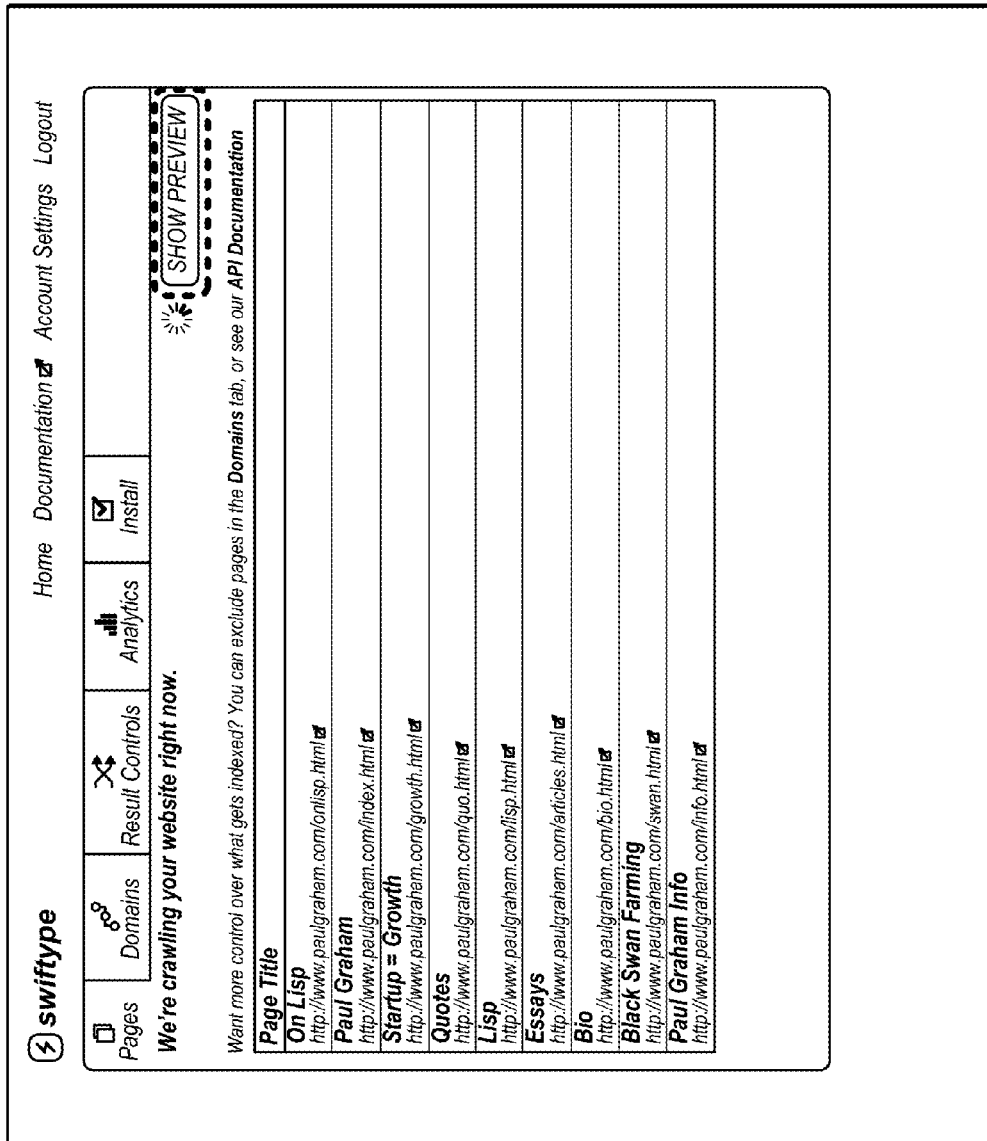 swiftype
Home Documentation Account Settings Logout
Pages Domains Result Controls Analytics Install
We're crawling your website right now.
SHOW PREVIEW
Want more control over what gets indexed? You can exclude pages in the Domains tab, or see our API Documentation
Page Title
On Lisp
http://www.paulgraham.com/onlisp.html
Paul Graham
http://www.paulgraham.com/index.html
Startup = Growth
http://www.paulgraham.com/growth.html
Quotes
http://www.paulgraham.com/quo.html
Lisp
http://www.paulgraham.com/lisp.html
Essays
http://www.paulgraham.com/articles.html
Bio
http://www.paulgraham.com/bio.html
Black Swan Farming
http://www.paulgraham.com/swan.html
Paul Graham Info
http://www.paulgraham.com/info.html